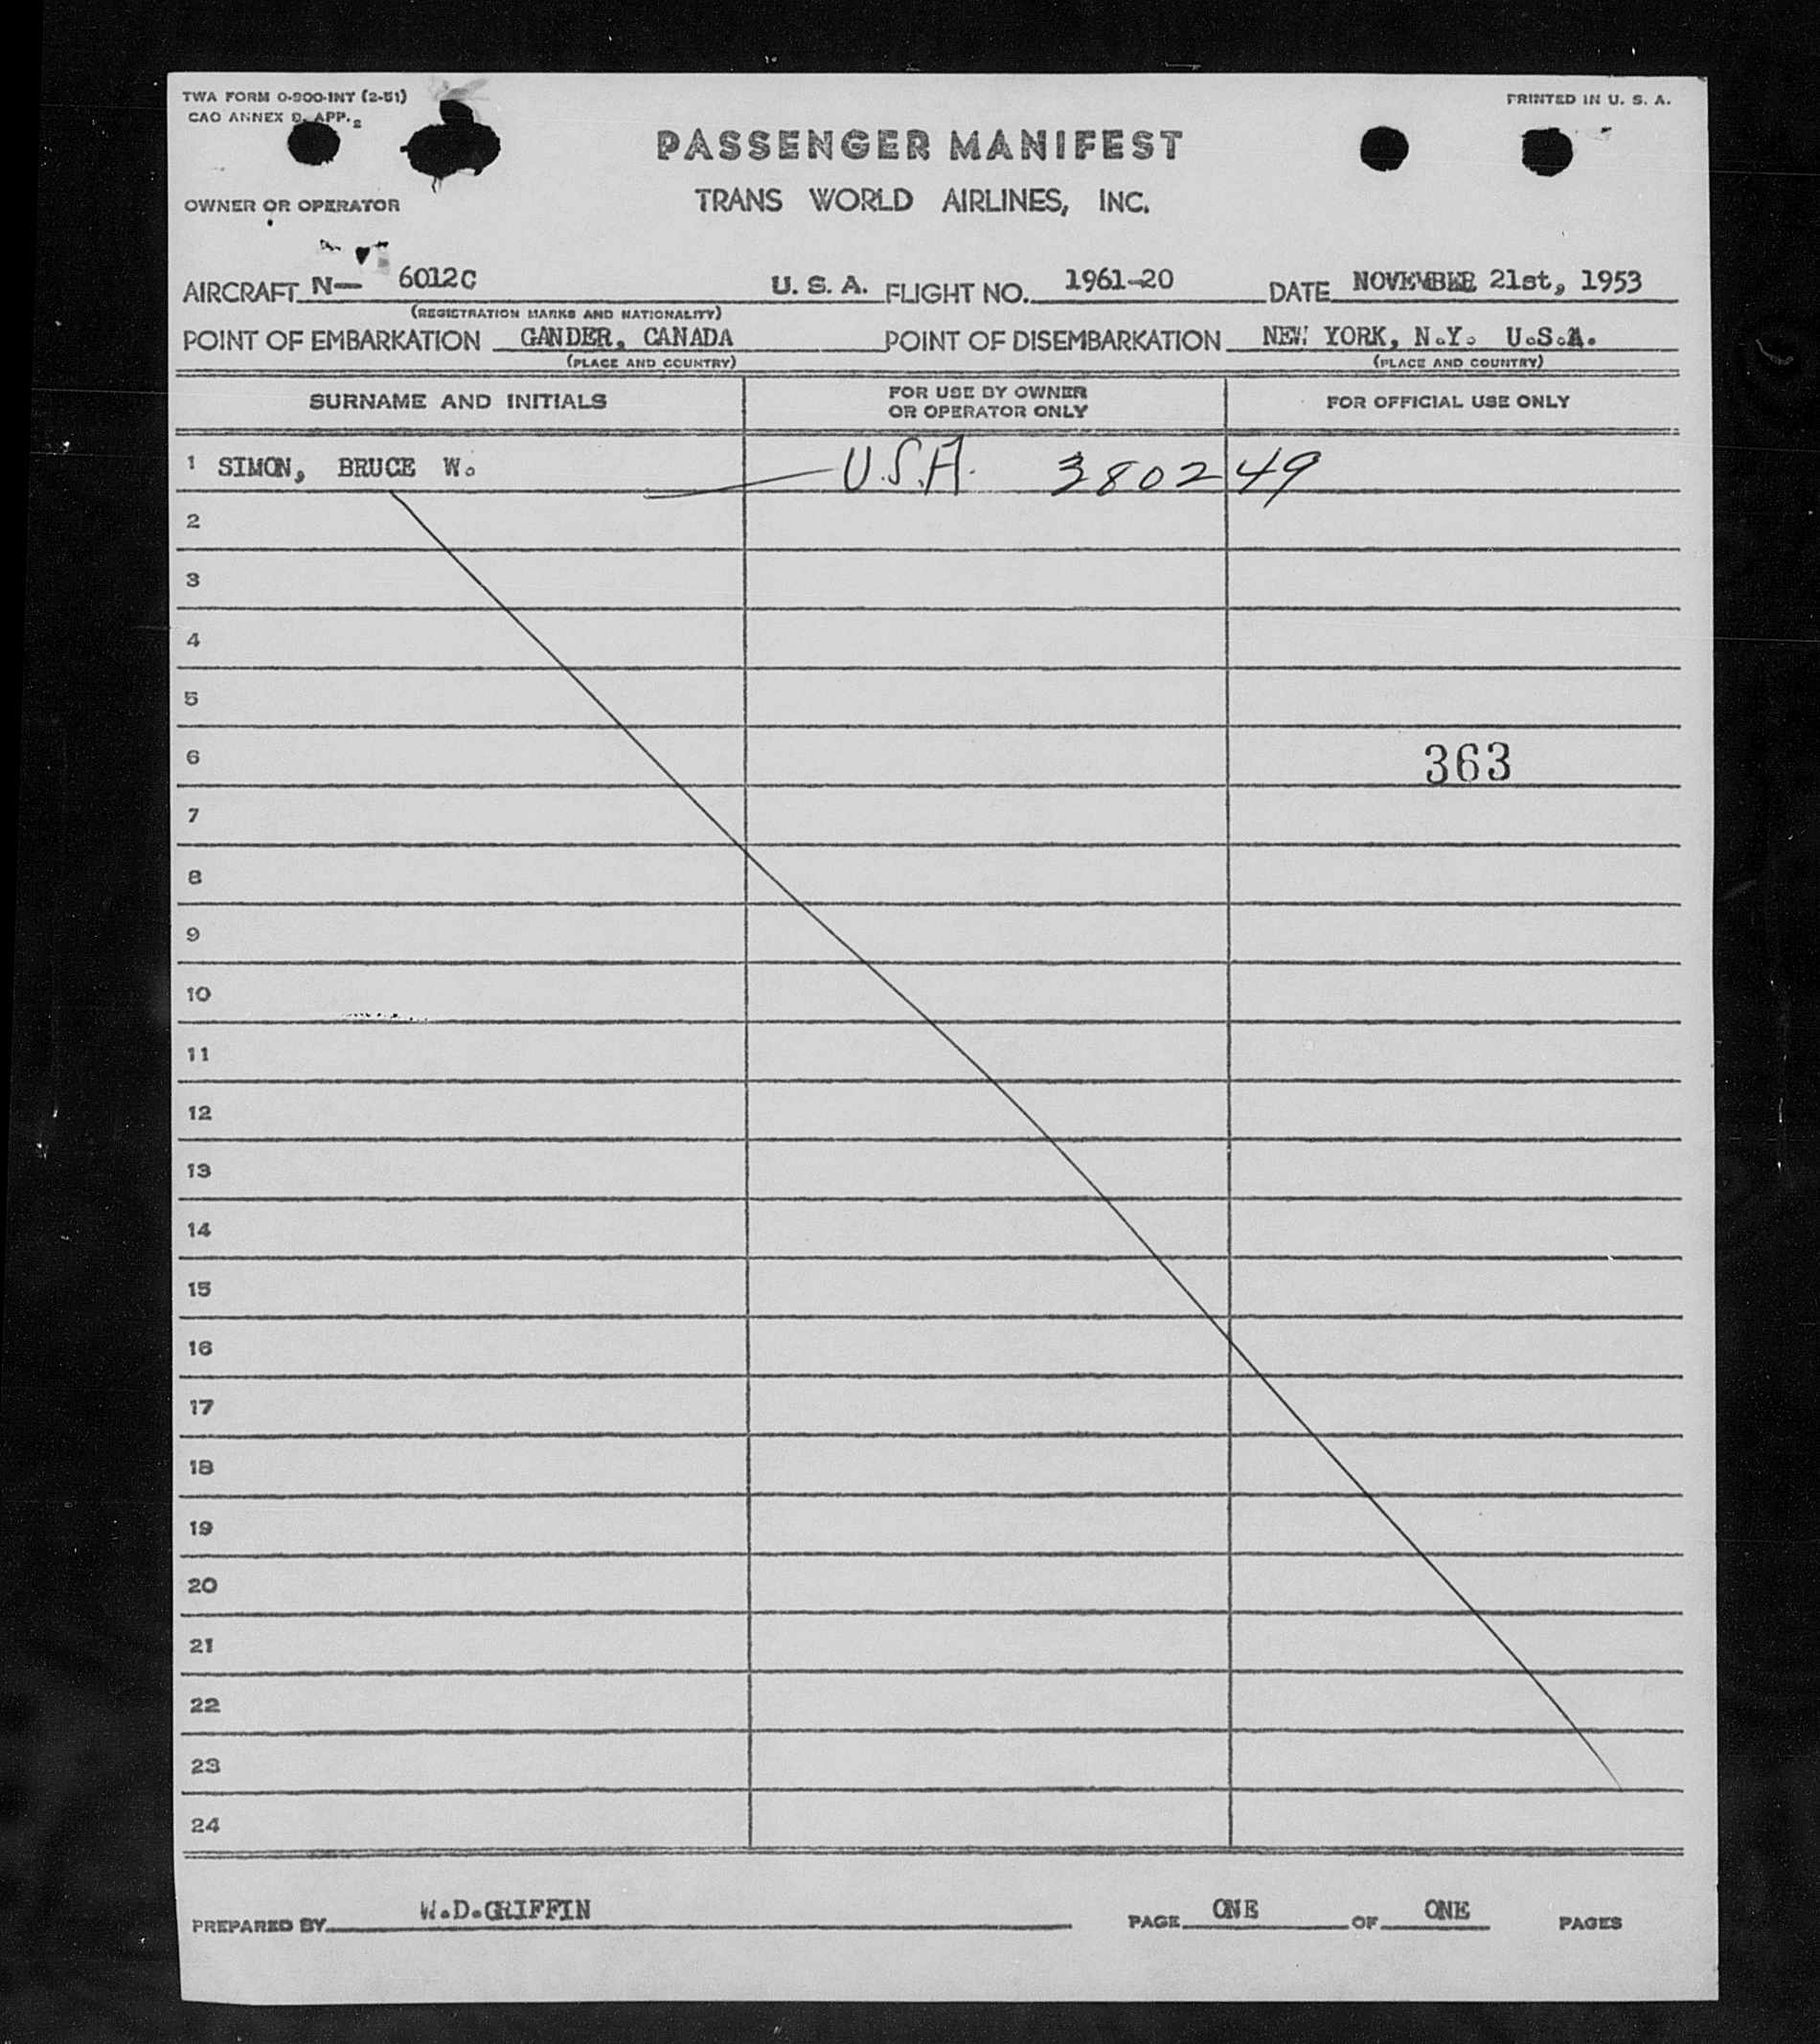 TWA FORM O-900-INT (2-51)
PRINTED IN U. S. A.
CAO ANNEX 9, APP. 2
PASSENGER MANIFEST
TRANS WORLD AIRLINES, INC.
OWNER OR OPERATOR
AIRCRAFT N— 6012C U. S. A. FLIGHT NO. 1961-20 DATE NOVEMBER 21st, 1953
(REGISTRATION MARKS AND NATIONALITY)
POINT OF EMBARKATION GANDER, CANADA POINT OF DISEMBARKATION NEW YORK, N.Y. U.S.A.
(PLACE AND COUNTRY) (PLACE AND COUNTRY)
SURNAME AND INITIALS FOR USE BY OWNER OR OPERATOR ONLY FOR OFFICIAL USE ONLY
1 SIMON, BRUCE W. U.S.A. 380249
2
3
4
5
6 363
7
8
9
10
11
12
13
14
15
16
17
18
19
20
21
22
23
24
PREPARED BY W.D.GRIFFIN PAGE ONE OF ONE PAGES